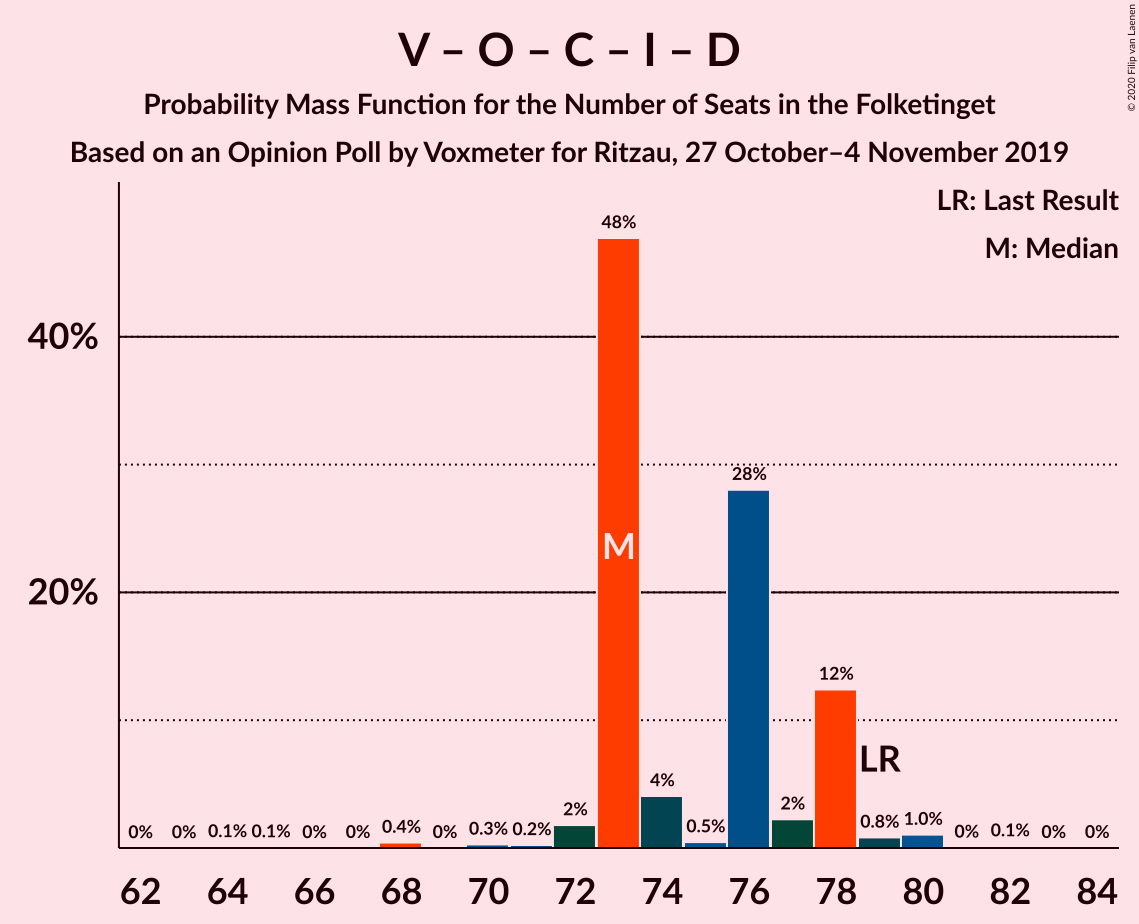 V – O – C – I – D
Probability Mass Function for the Number of Seats in the Folketinget
Based on an Opinion Poll by Voxmeter for Ritzau, 27 October–4 November 2019
© 2020 Filip van Laenen
LR: Last Result
M: Median
40%
20%
0% 0% 0.1% 0.1% 0% 0% 0.4% 0% 0.3% 0.2% 2% 48% 4% 0.5% 28% 2% 12% 0.8% 1.0% 0% 0.1% 0% 0%
M
LR
62 64 66 68 70 72 74 76 78 80 82 84